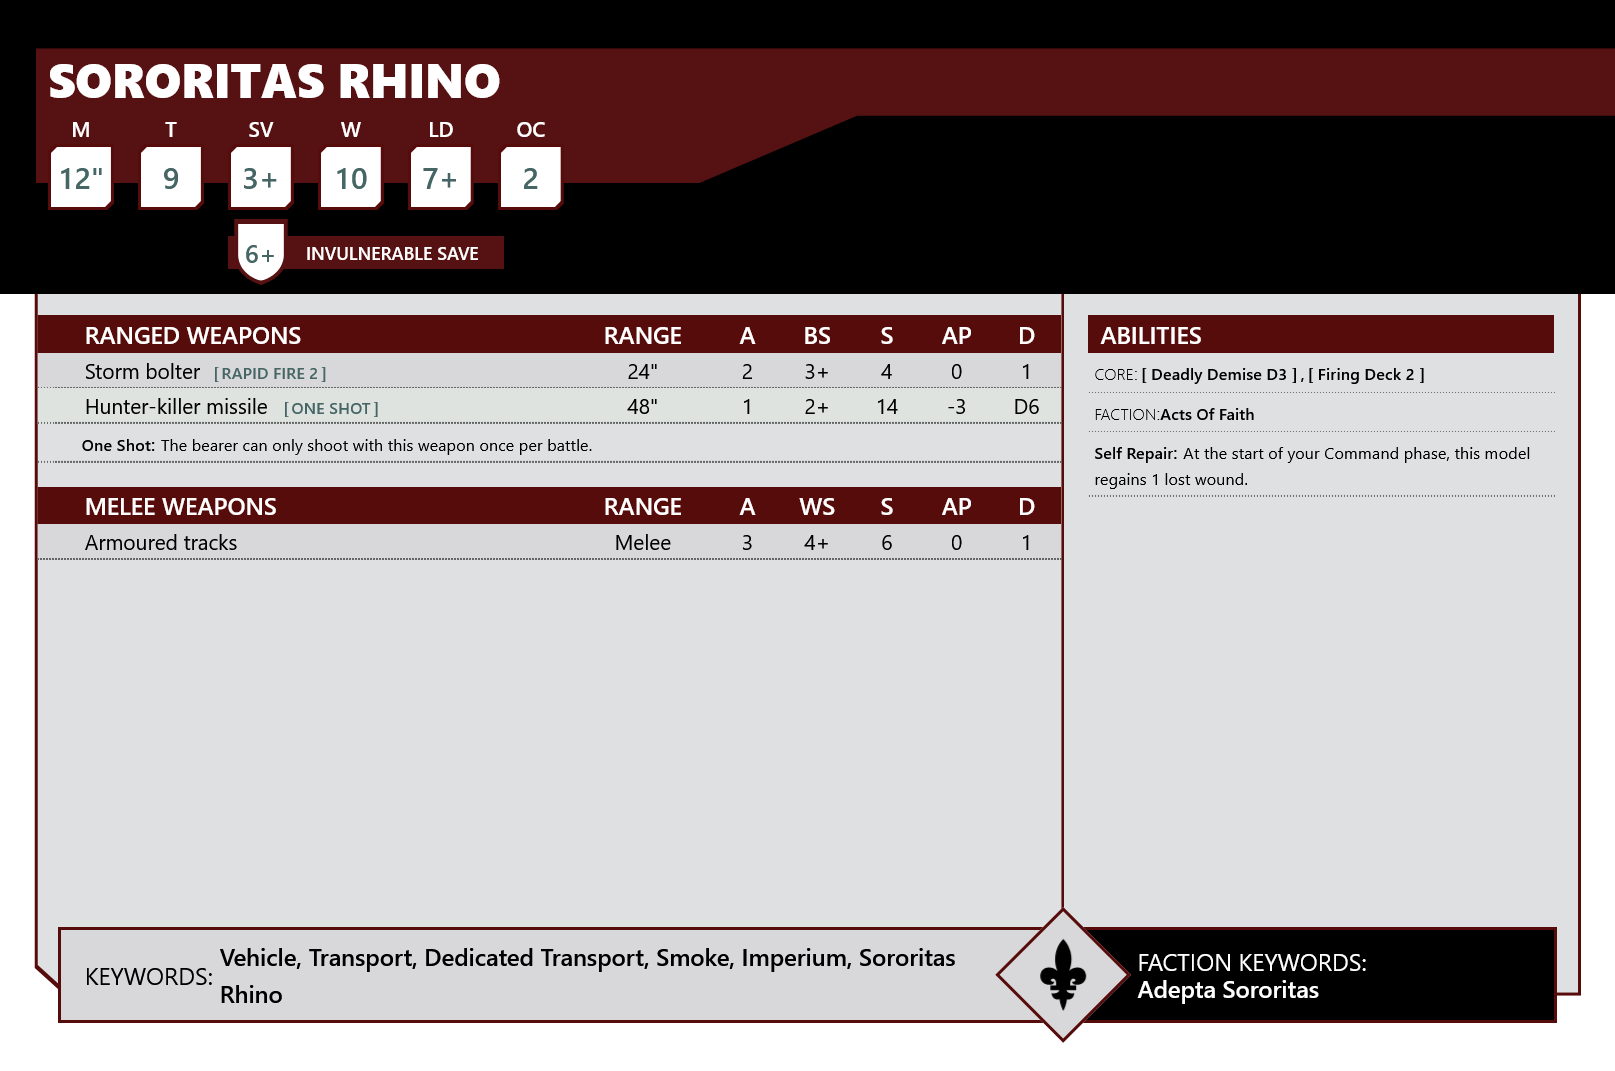 SORORITAS RHINO
M T SV W LD OC
12" 9 3+ 10 7+ 2
6+ INVULNERABLE SAVE
RANGED WEAPONS RANGE A BS S AP D
Storm bolter [ RAPID FIRE 2 ] 24" 2 3+ 4 0 1
Hunter-killer missile [ ONE SHOT ] 48" 1 2+ 14 -3 D6
One Shot: The bearer can only shoot with this weapon once per battle.
MELEE WEAPONS RANGE A WS S AP D
Armoured tracks Melee 3 4+ 6 0 1
ABILITIES
CORE: [ Deadly Demise D3 ] , [ Firing Deck 2 ]
FACTION:Acts Of Faith
Self Repair: At the start of your Command phase, this model
regains 1 lost wound.
KEYWORDS: Vehicle, Transport, Dedicated Transport, Smoke, Imperium, Sororitas
Rhino
FACTION KEYWORDS:
Adepta Sororitas